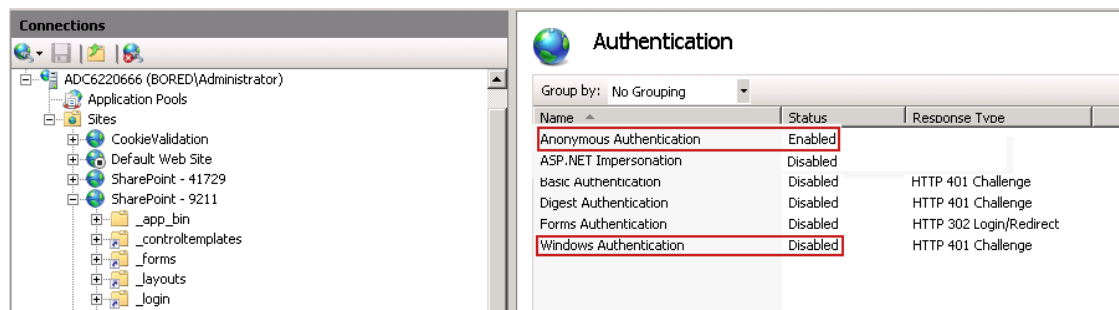 Connections
ADC6220666 (BORED\Administrator)
Application Pools
Sites
CookieValidation
Default Web Site
SharePoint - 41729
SharePoint - 9211
_app_bin
_controltemplates
_forms
_layouts
_login
Authentication
Group by: No Grouping
Name Status Response Type
Anonymous Authentication Enabled
ASP.NET Impersonation Disabled
Basic Authentication Disabled HTTP 401 Challenge
Digest Authentication Disabled HTTP 401 Challenge
Forms Authentication Disabled HTTP 302 Login/Redirect
Windows Authentication Disabled HTTP 401 Challenge